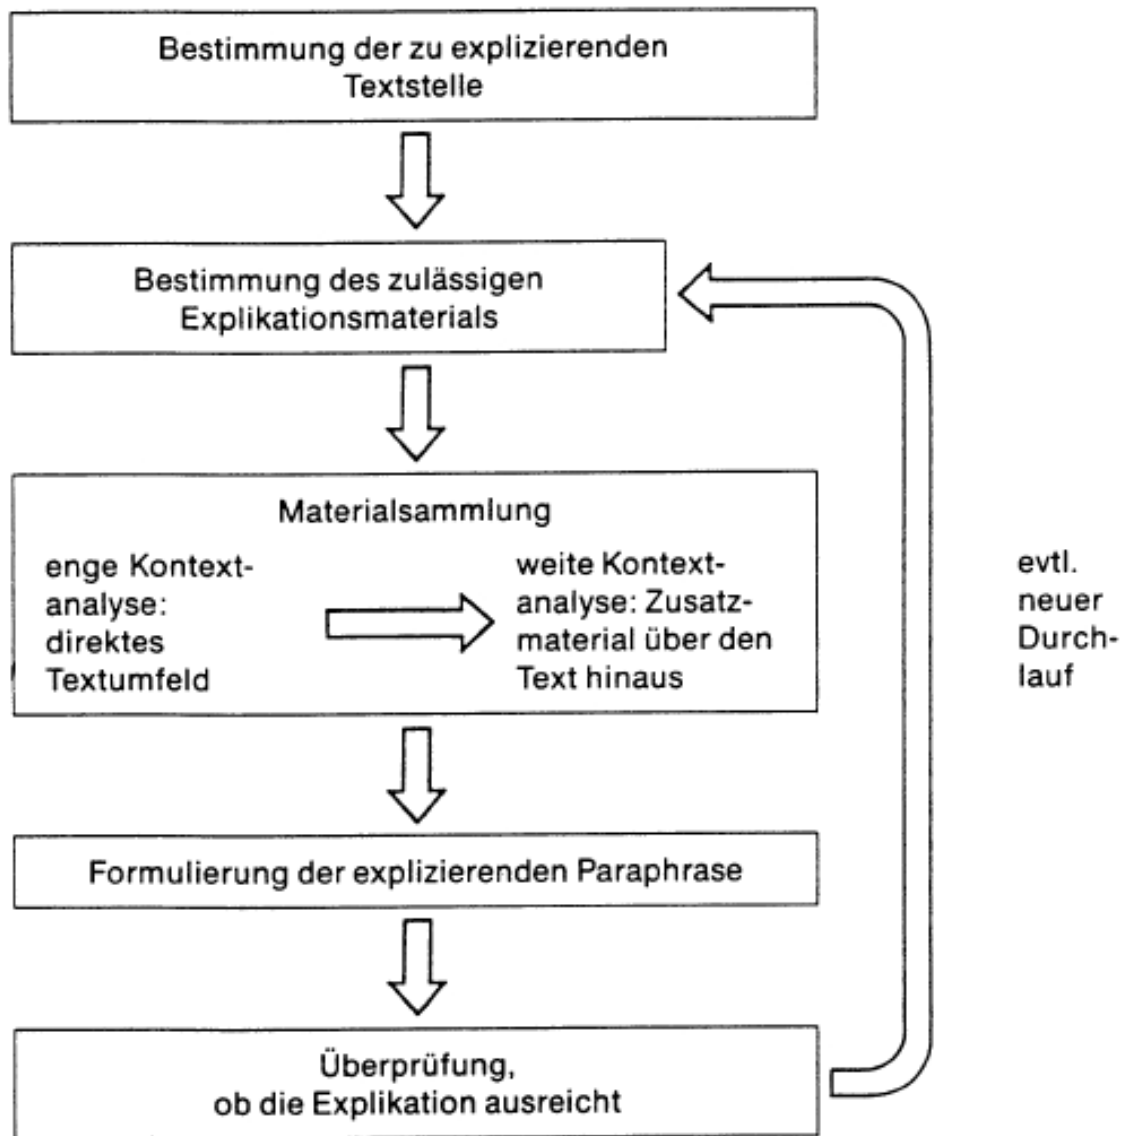 Bestimmung der zu explizierenden
Textstelle
Bestimmung des zulässigen
Explikationsmaterials
Materialsammlung
enge Kontext-
analyse:
direktes
Textumfeld
weite Kontext-
analyse: Zusatz-
material über den
Text hinaus
evtl.
neuer
Durch-
lauf
Formulierung der explizierenden Paraphrase
Überprüfung,
ob die Explikation ausreicht